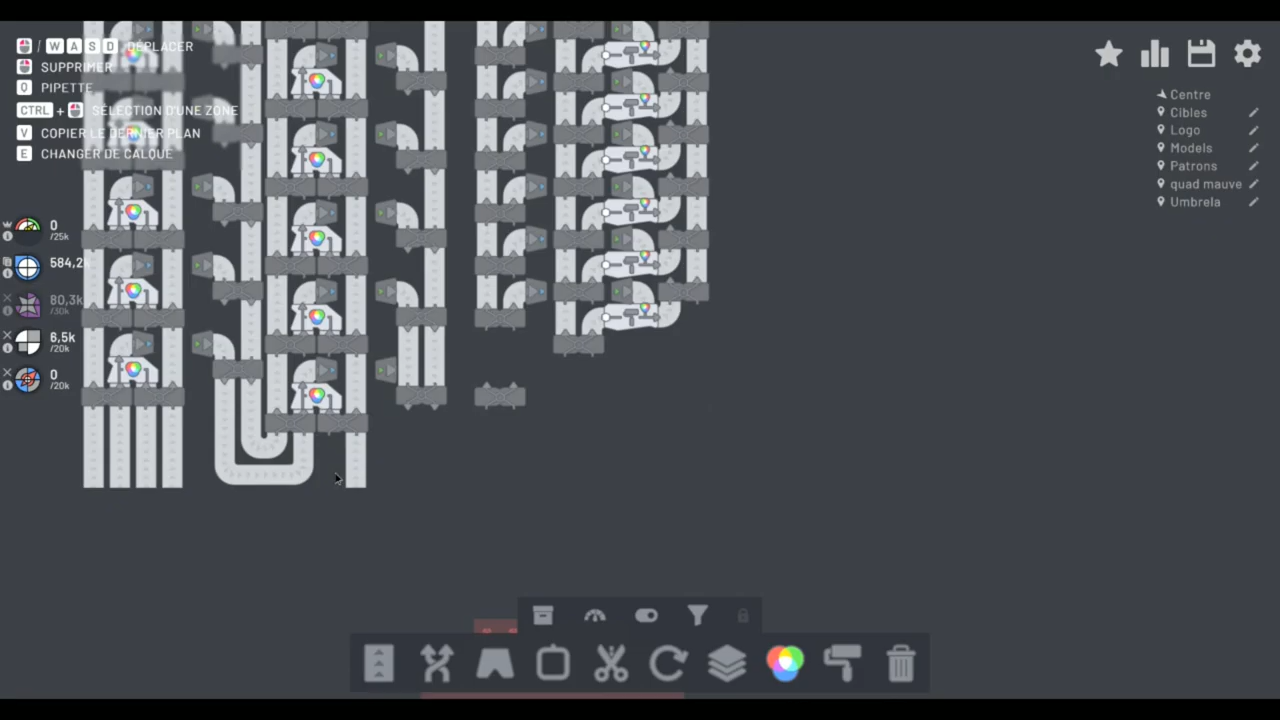 / W A S D DÉPLACER
SUPPRIMER
Q PIPETTE
CTRL + SÉLECTION D'UNE ZONE
V COPIER LE DERNIER PLAN
E CHANGER DE CALQUE
0
/25k
584,2k
80,3k
/30k
6,5k
/20k
0
/20k
Centre
Cibles
Logo
Models
Patrons
quad mauve
Umbrela